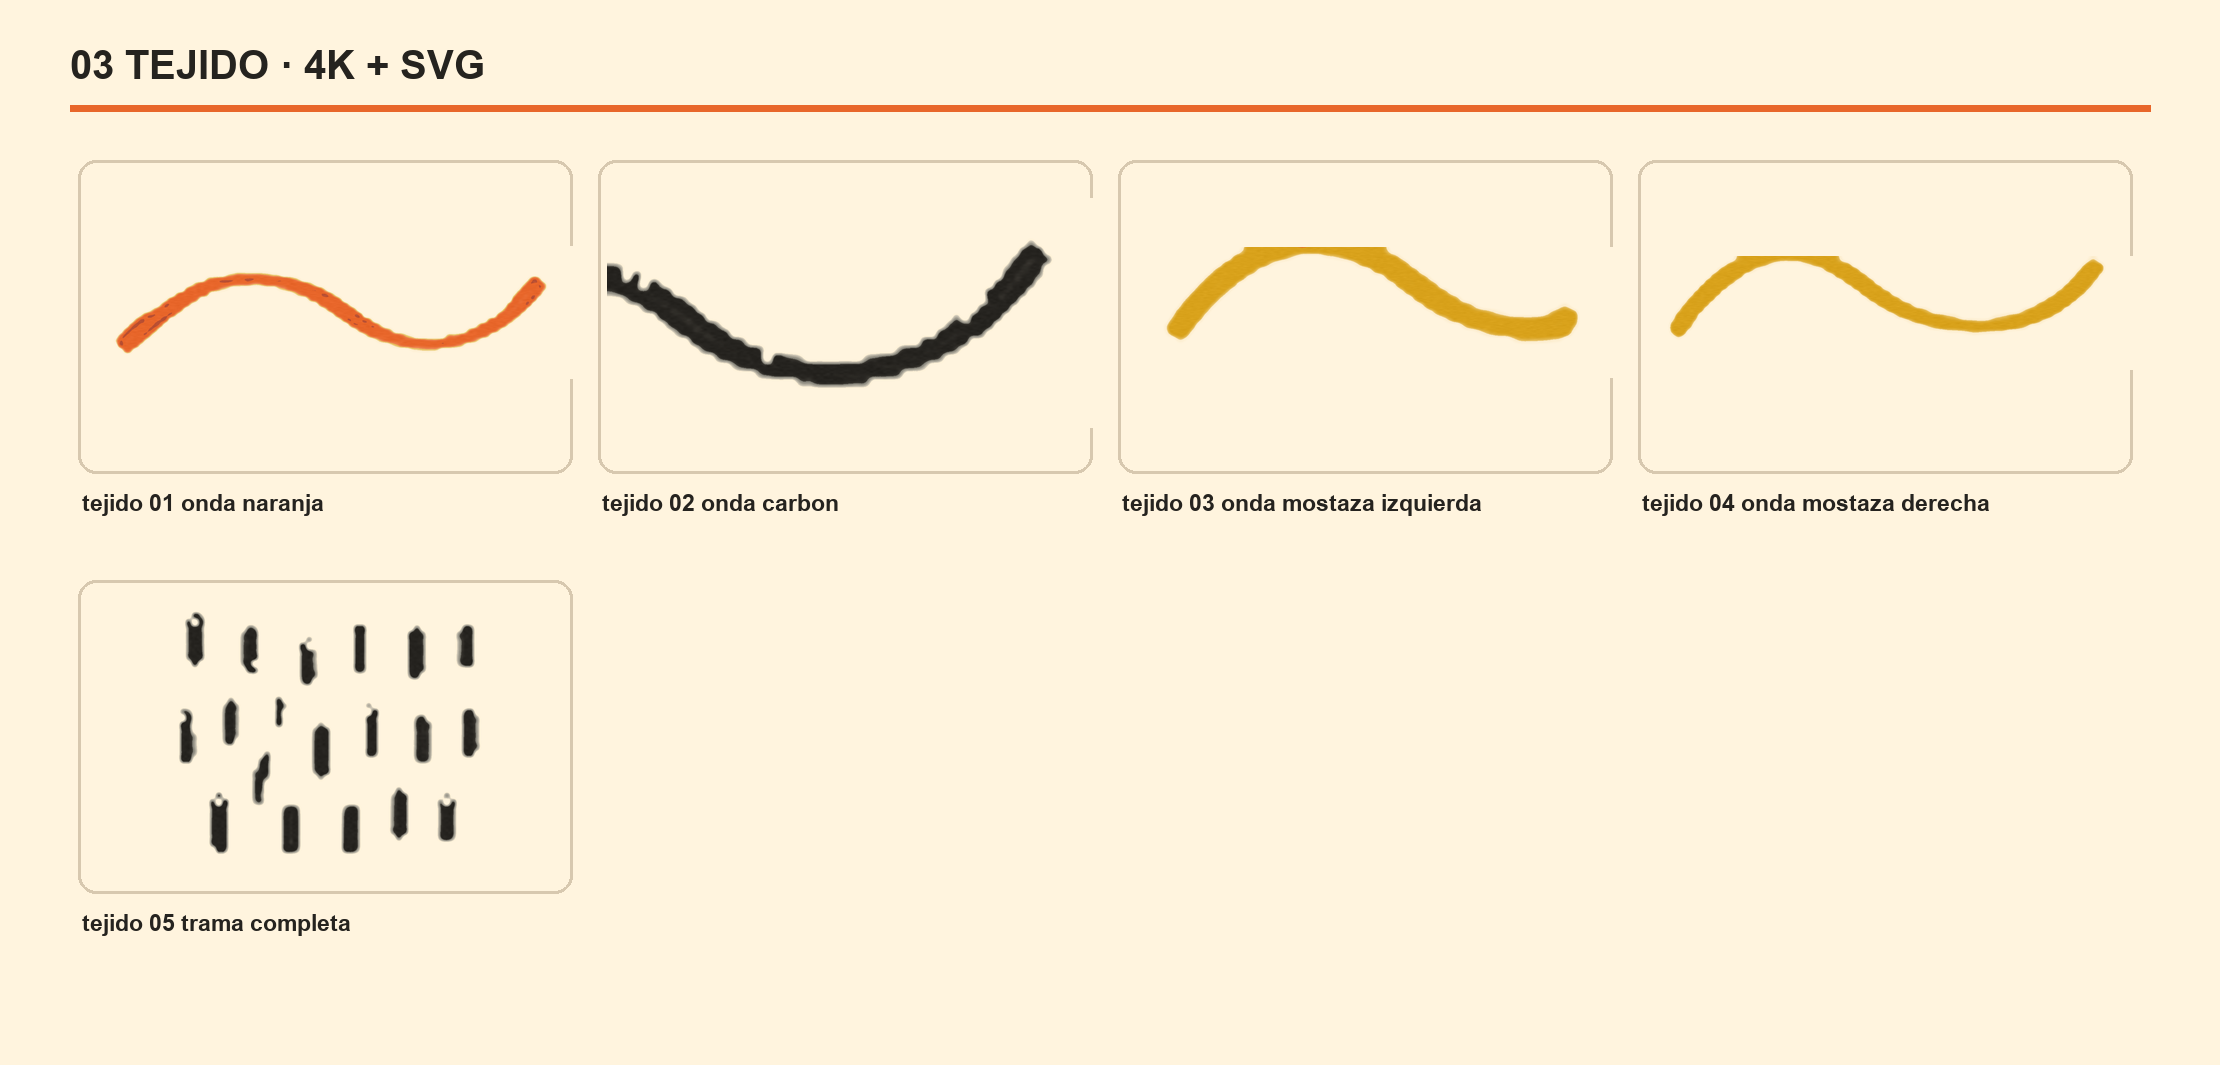 03 TEJIDO · 4K + SVG
tejido 01 onda naranja
tejido 02 onda carbon
tejido 03 onda mostaza izquierda
tejido 04 onda mostaza derecha
tejido 05 trama completa